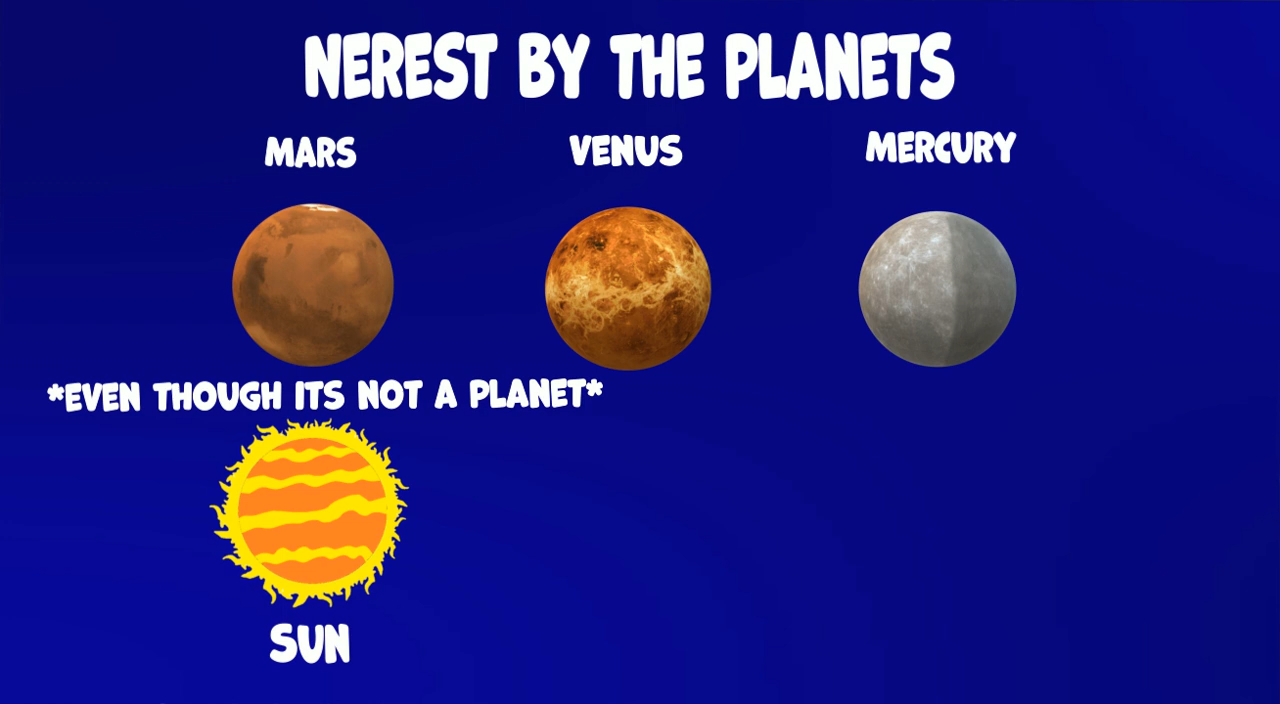 NEREST BY THE PLANETS
MARS
VENUS
MERCURY
*EVEN THOUGH ITS NOT A PLANET*
SUN